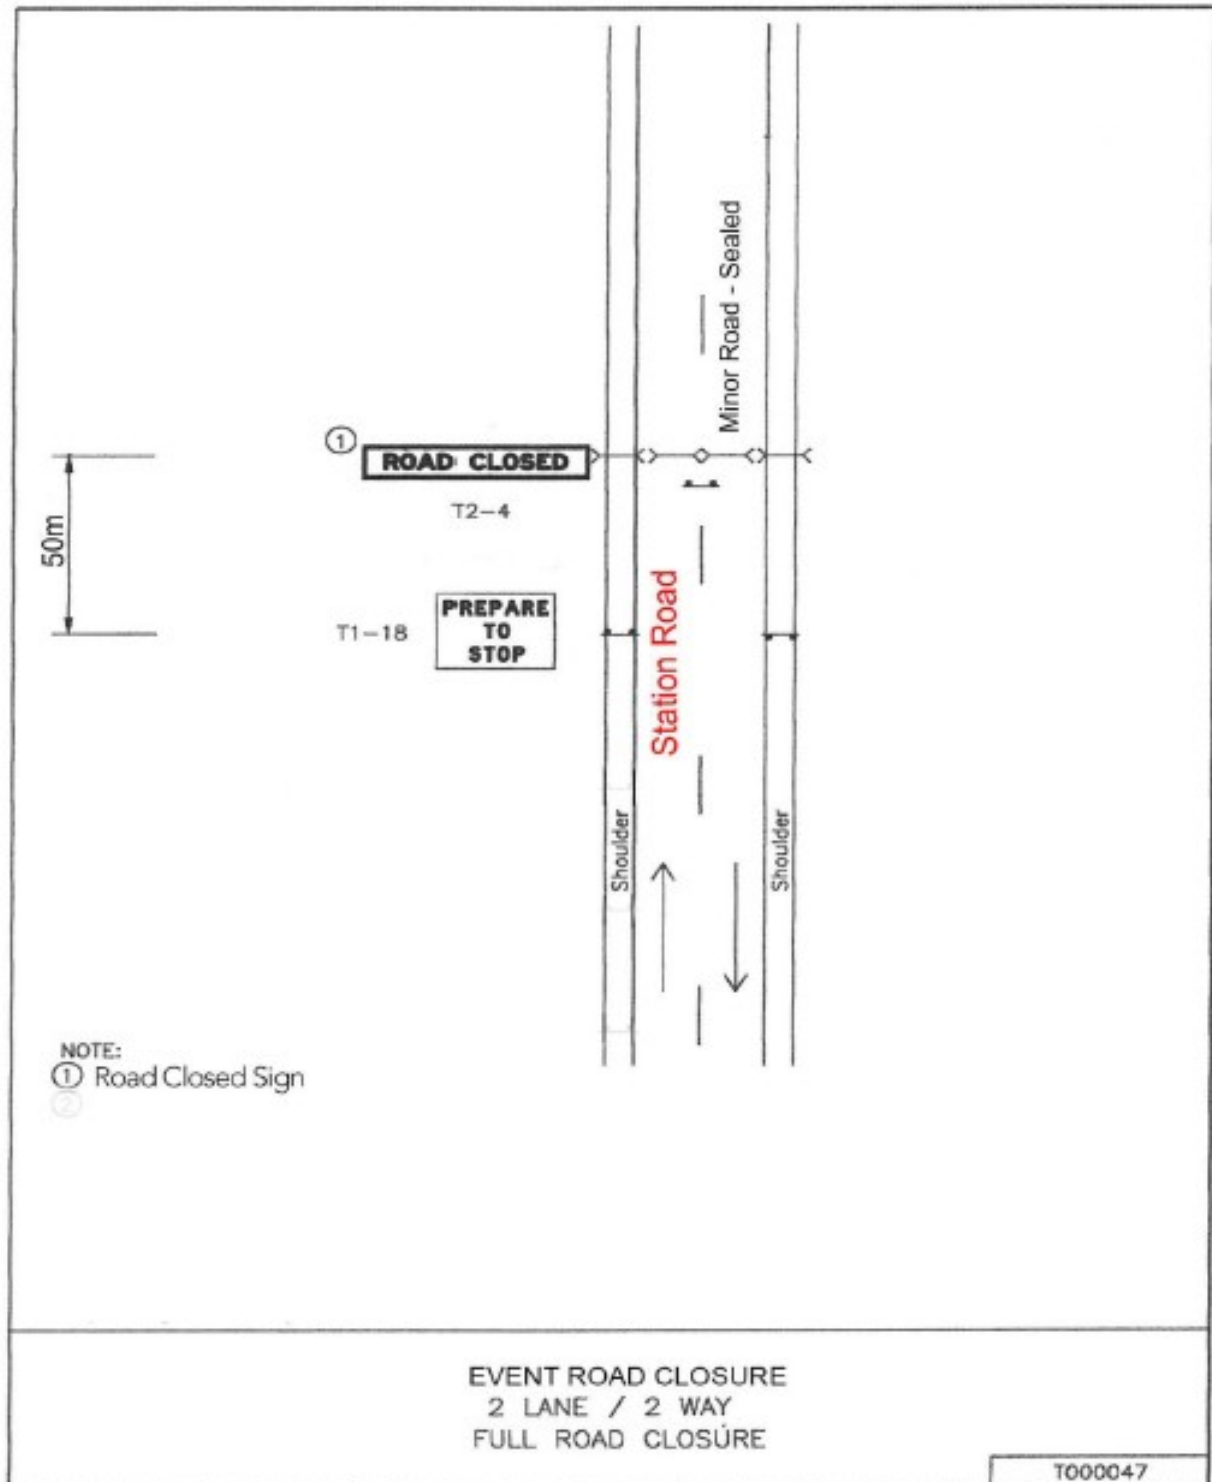 Minor Road - Sealed
① ROAD CLOSED
T2-4
50m
T1-18
PREPARE
TO
STOP
Station Road
Shoulder
Shoulder
NOTE:
① Road Closed Sign
②
EVENT ROAD CLOSURE
2 LANE / 2 WAY
FULL ROAD CLOSURE
T000047